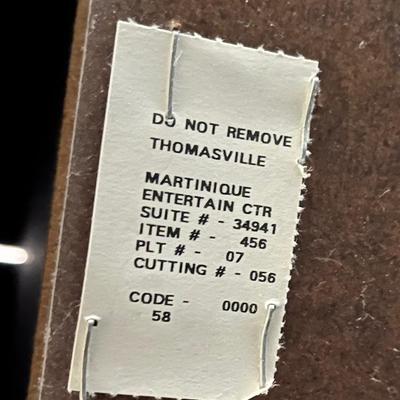 DO NOT REMOVE
THOMASVILLE
MARTINIQUE
ENTERTAIN CTR
SUITE # - 34941
ITEM # - 456
PLT # - 07
CUTTING # - 056
CODE - 0000
58